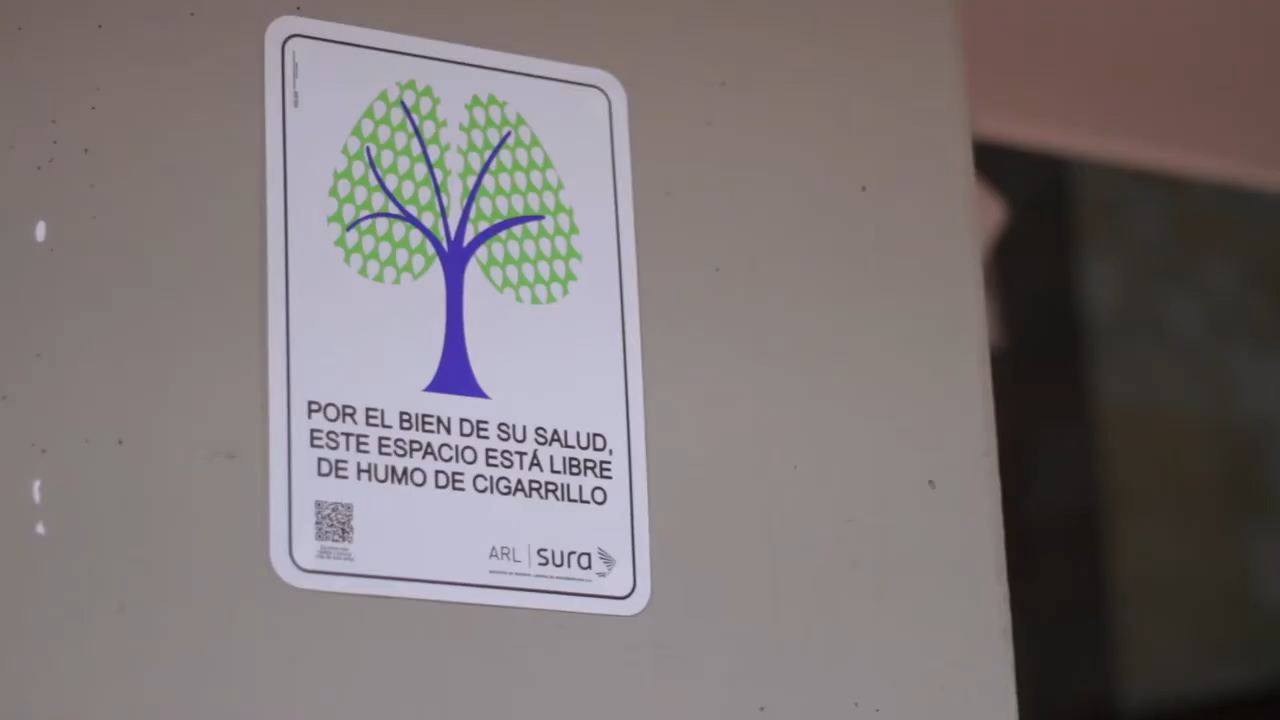 POR EL BIEN DE SU SALUD,
ESTE ESPACIO ESTÁ LIBRE
DE HUMO DE CIGARRILLO
ARL | sura